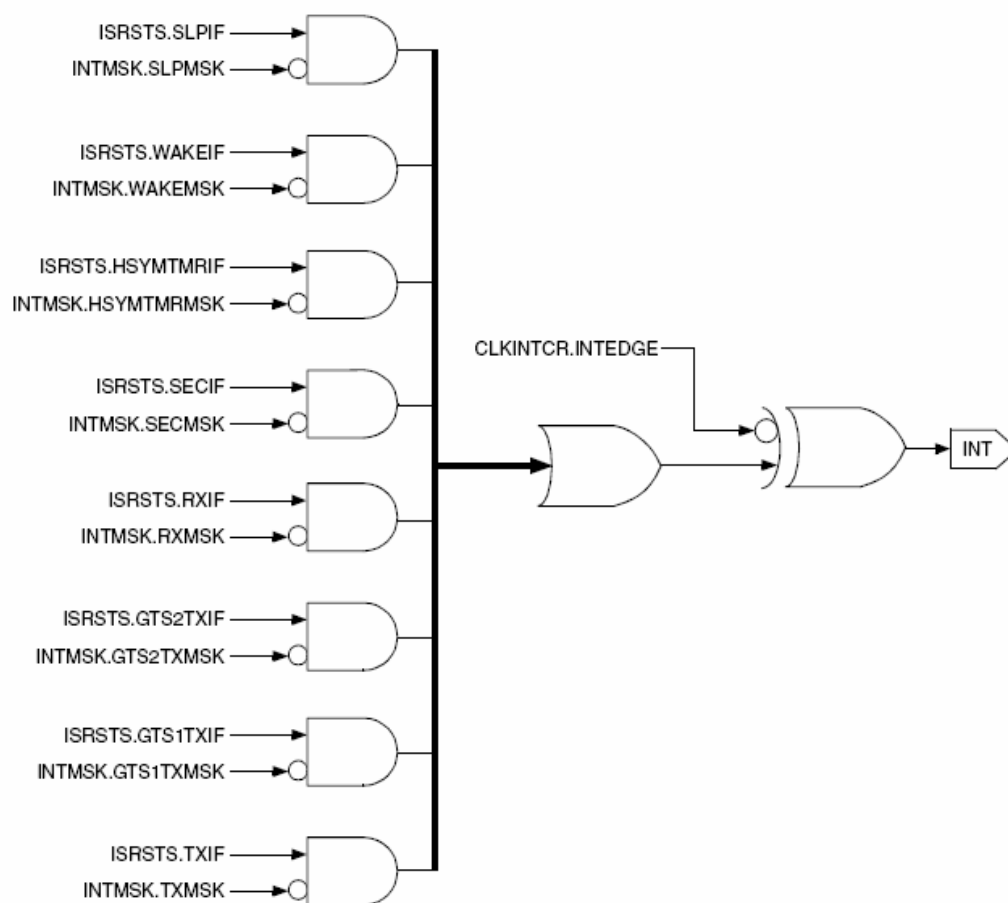 ISRSTS.SLPIF
INTMSK.SLPMSK
ISRSTS.WAKEIF
INTMSK.WAKEMSK
ISRSTS.HSYMTMRIF
INTMSK.HSYMTMRMSK
CLKINTCR.INTEDGE
ISRSTS.SECIF
INTMSK.SECMSK
INT
ISRSTS.RXIF
INTMSK.RXMSK
ISRSTS.GTS2TXIF
INTMSK.GTS2TXMSK
ISRSTS.GTS1TXIF
INTMSK.GTS1TXMSK
ISRSTS.TXIF
INTMSK.TXMSK